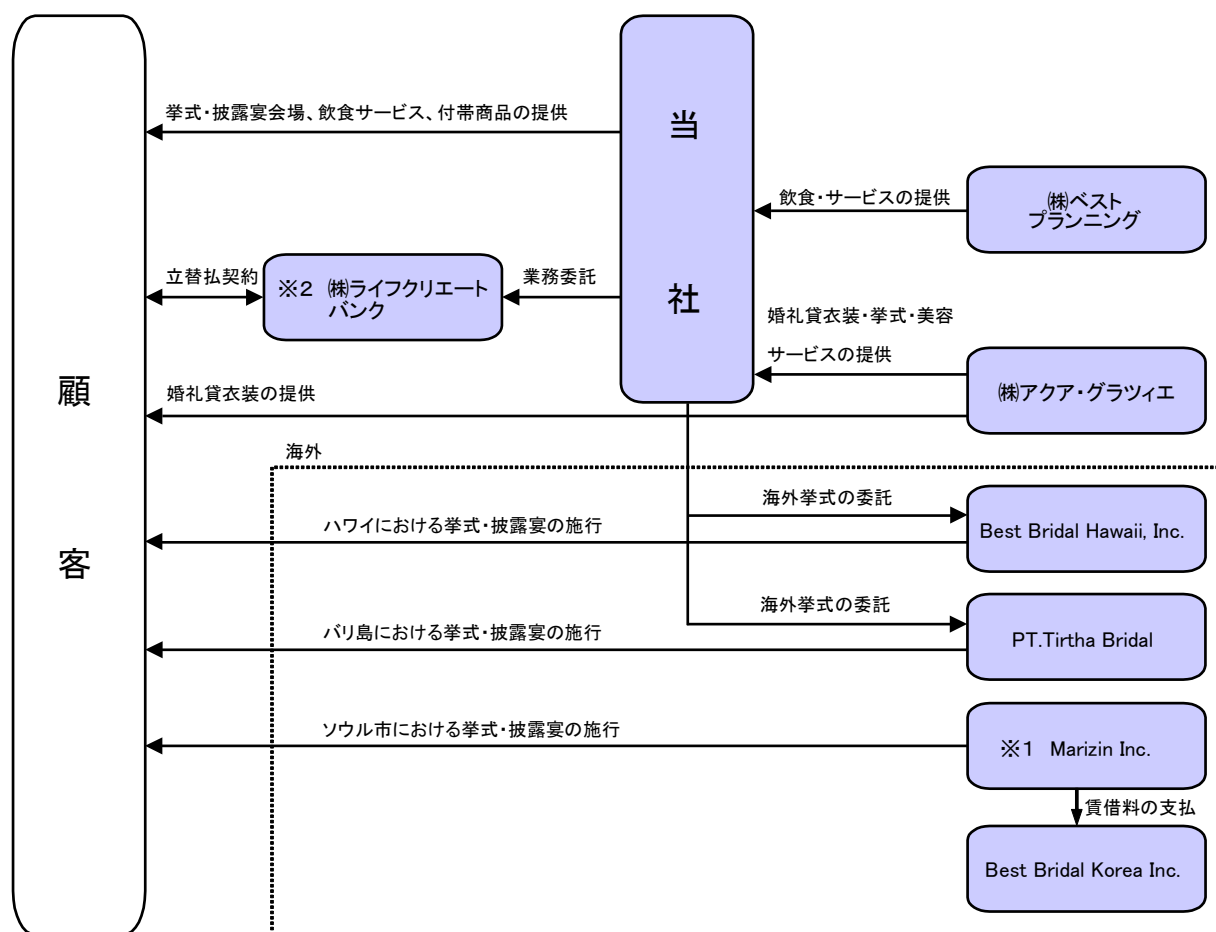 顧
客
当
社
挙式・披露宴会場、飲食サービス、付帯商品の提供
飲食・サービスの提供
㈱ベスト
プランニング
立替払契約
※2 ㈱ライフクリエート
バンク
業務委託
婚礼貸衣装・挙式・美容
サービスの提供
㈱アクア・グラツィエ
婚礼貸衣装の提供
海外
海外挙式の委託
Best Bridal Hawaii, Inc.
ハワイにおける挙式・披露宴の施行
海外挙式の委託
PT.Tirtha Bridal
バリ島における挙式・披露宴の施行
ソウル市における挙式・披露宴の施行
※1 Marizin Inc.
賃借料の支払
Best Bridal Korea Inc.